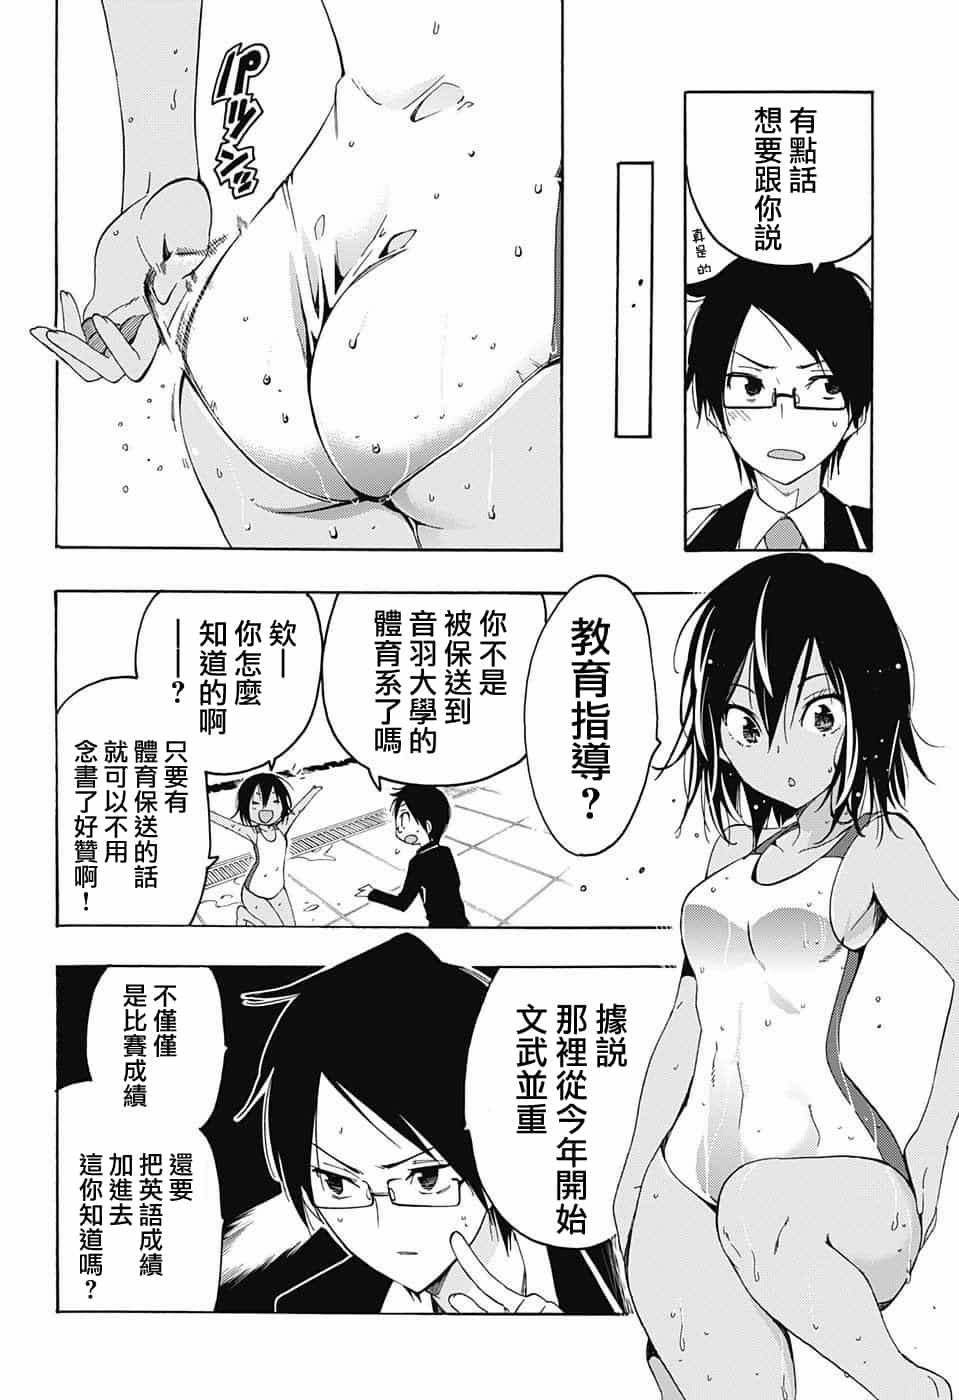 有點話
想要跟你説
真是的
パツンッ
教育指導？
你不是
被保送到
音羽大學的
體育系了嗎
欸—
你怎麼
知道的啊
——？
只要有
體育保送的話
就可以不用
念書了好贊啊！
據説
那裡從今年開始
文武並重
不僅僅
是比賽成績
還要
把英語成績
加進去
這你知道嗎？